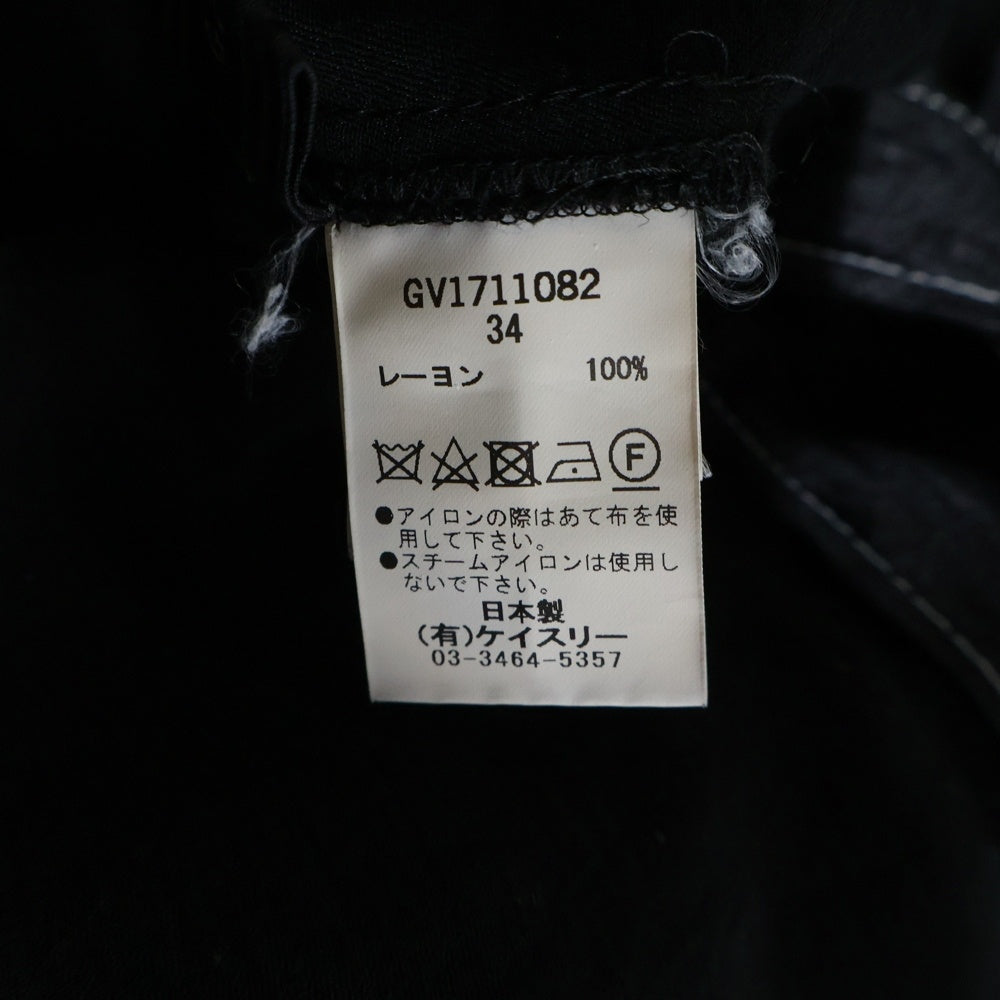 GV1711082
34
レーヨン 100%
F
●アイロンの際はあて布を使
用して下さい。
●スチームアイロンは使用し
ないで下さい。
日本製
(有)ケイスリー
03-3464-5357